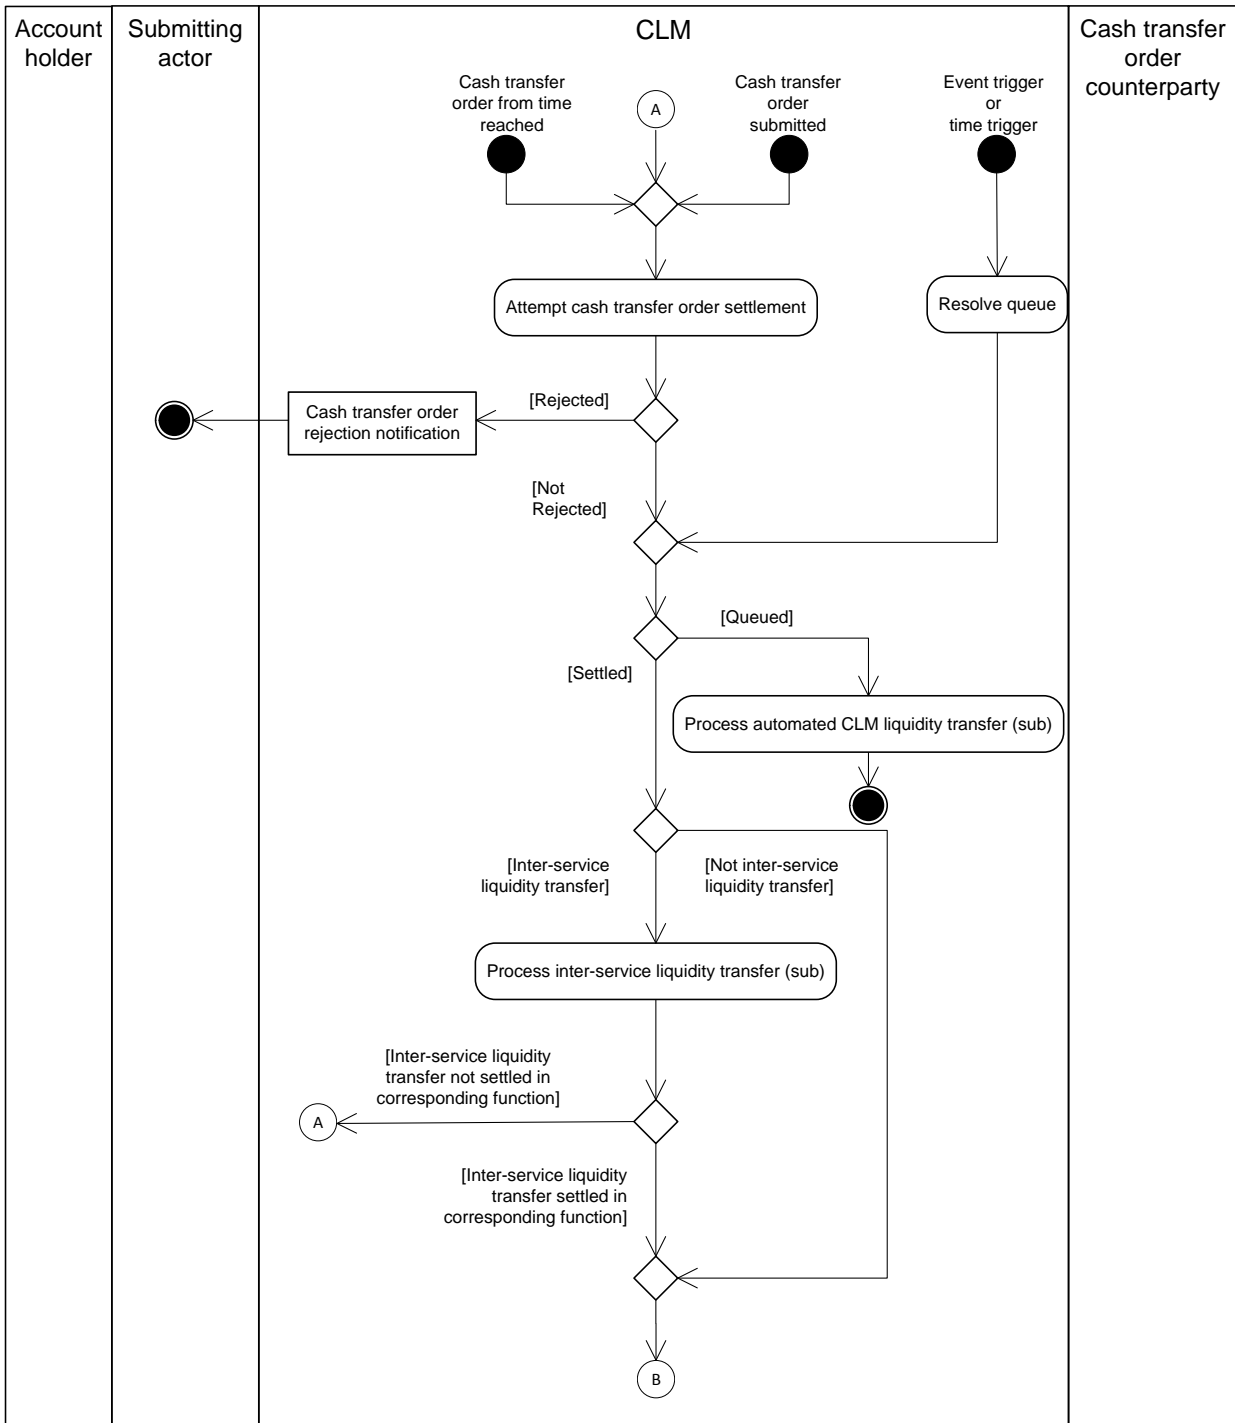 Account
holder
Submitting
actor
CLM
Cash transfer
order
counterparty
Cash transfer
order from time
reached
A
Cash transfer
order
submitted
Event trigger
or
time trigger
Attempt cash transfer order settlement
Resolve queue
[Rejected]
Cash transfer order
rejection notification
[Not
Rejected]
[Queued]
[Settled]
Process automated CLM liquidity transfer (sub)
[Inter-service
liquidity transfer]
[Not inter-service
liquidity transfer]
Process inter-service liquidity transfer (sub)
[Inter-service liquidity
transfer not settled in
corresponding function]
A
[Inter-service liquidity
transfer settled in
corresponding function]
B